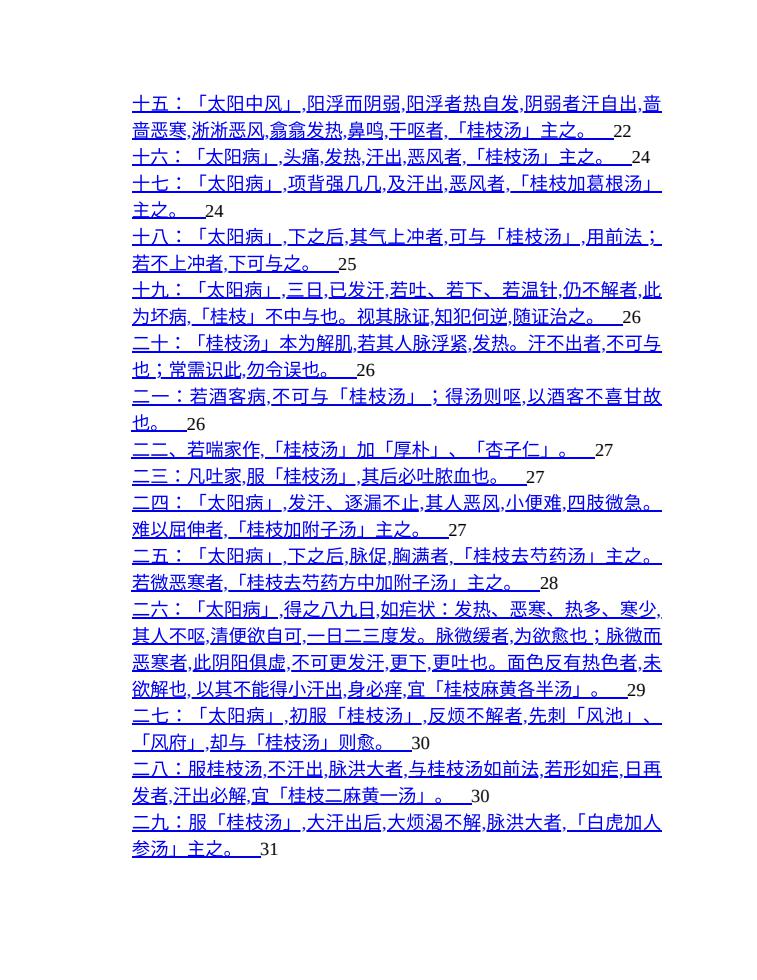 十五：「太阳中风」,阳浮而阴弱,阳浮者热自发,阴弱者汗自出,啬
啬恶寒,淅淅恶风,翕翕发热,鼻鸣,干呕者,「桂枝汤」主之。 22
十六：「太阳病」,头痛,发热,汗出,恶风者,「桂枝汤」主之。 24
十七：「太阳病」,项背强几几,及汗出,恶风者,「桂枝加葛根汤」
主之。 24
十八：「太阳病」,下之后,其气上冲者,可与「桂枝汤」,用前法；
若不上冲者,下可与之。 25
十九：「太阳病」,三日,已发汗,若吐、若下、若温针,仍不解者,此
为坏病,「桂枝」不中与也。视其脉证,知犯何逆,随证治之。 26
二十：「桂枝汤」本为解肌,若其人脉浮紧,发热。汗不出者,不可与
也；常需识此,勿令误也。 26
二一：若酒客病,不可与「桂枝汤」；得汤则呕,以酒客不喜甘故
也。 26
二二、若喘家作,「桂枝汤」加「厚朴」、「杏子仁」。 27
二三：凡吐家,服「桂枝汤」,其后必吐脓血也。 27
二四：「太阳病」,发汗、逐漏不止,其人恶风,小便难,四肢微急。
难以屈伸者,「桂枝加附子汤」主之。 27
二五：「太阳病」,下之后,脉促,胸满者,「桂枝去芍药汤」主之。
若微恶寒者,「桂枝去芍药方中加附子汤」主之。 28
二六：「太阳病」,得之八九日,如疟状：发热、恶寒、热多、寒少,
其人不呕,清便欲自可,一日二三度发。脉微缓者,为欲愈也；脉微而
恶寒者,此阴阳俱虚,不可更发汗,更下,更吐也。面色反有热色者,未
欲解也, 以其不能得小汗出,身必痒,宜「桂枝麻黄各半汤」。 29
二七：「太阳病」,初服「桂枝汤」,反烦不解者,先刺「风池」、
「风府」,却与「桂枝汤」则愈。 30
二八：服桂枝汤,不汗出,脉洪大者,与桂枝汤如前法,若形如疟,日再
发者,汗出必解,宜「桂枝二麻黄一汤」。 30
二九：服「桂枝汤」,大汗出后,大烦渴不解,脉洪大者,「白虎加人
参汤」主之。 31